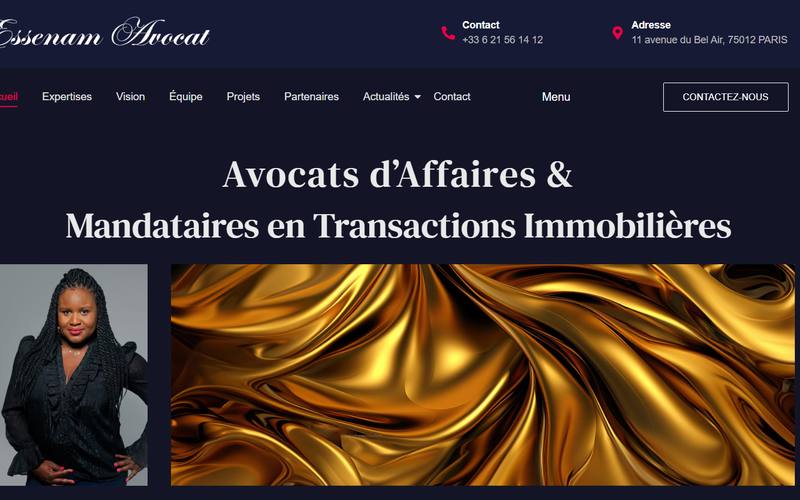 Essenam Avocat
Contact
+33 6 21 56 14 12
Adresse
11 avenue du Bel Air, 75012 PARIS
cueil
Expertises
Vision
Équipe
Projets
Partenaires
Actualités
Contact
Menu
CONTACTEZ-NOUS
Avocats d’Affaires &
Mandataires en Transactions Immobilières